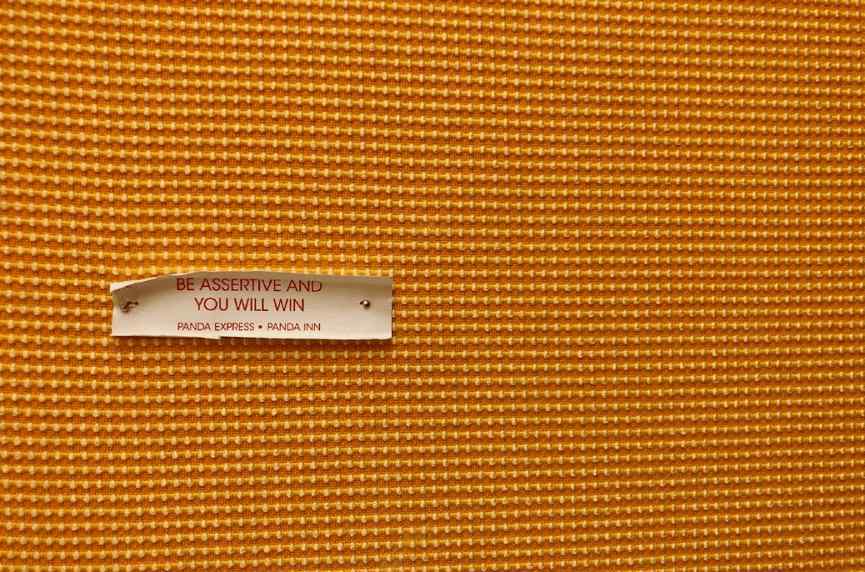 BE ASSERTIVE AND
YOU WILL WIN
PANDA EXPRESS • PANDA INN